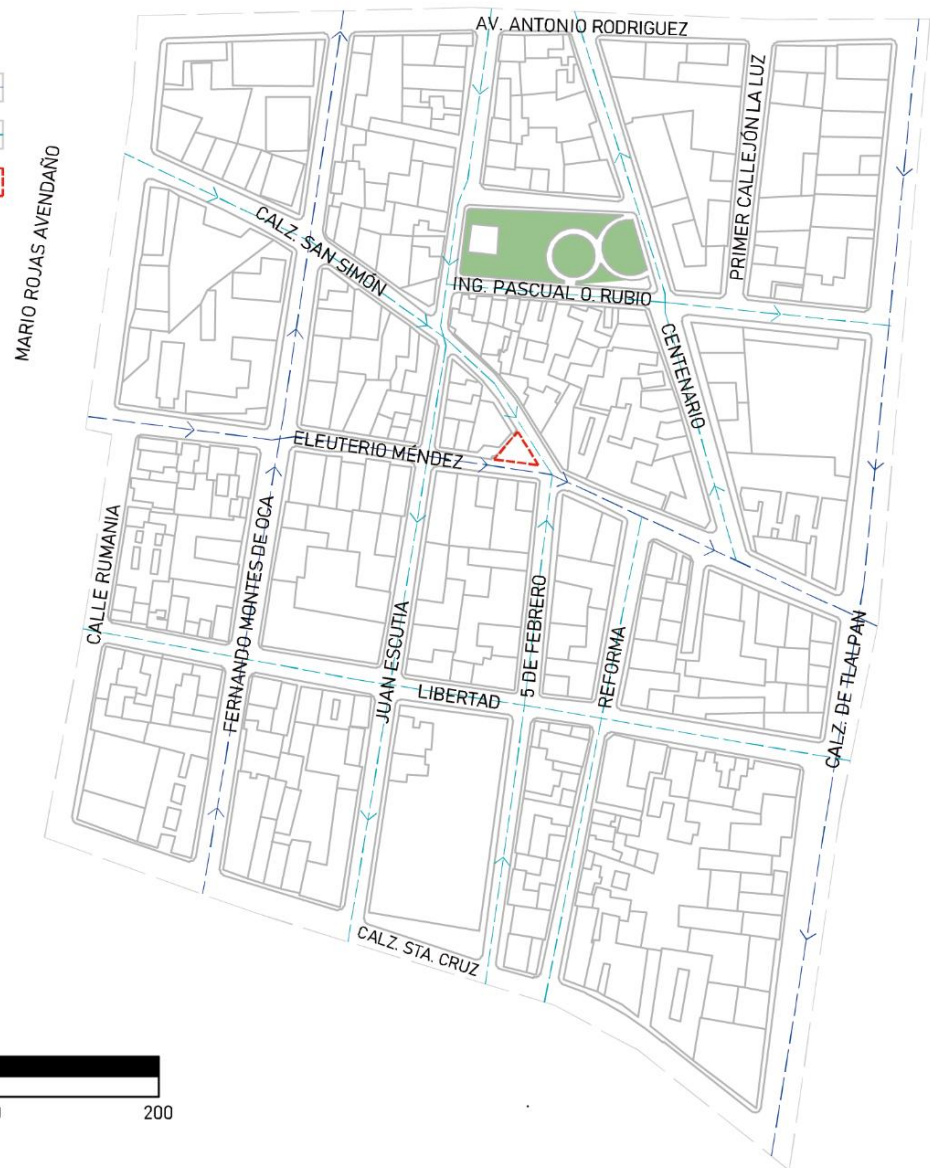 AV. ANTONIO RODRIGUEZ
PRIMER CALLEJÓN LA LUZ
MARIO ROJAS AVENDAÑO
CALZ. SAN SIMÓN
ING. PASCUAL O. RUBIO
CENTENARIO
ELEUTERIO MÉNDEZ
CALLE RUMANIA
FERNANDO MONTES DE OCA
JUAN ESCUTIA
5 DE FEBRERO
REFORMA
LIBERTAD
CALZ. DE TLALPAN
CALZ. STA. CRUZ
200